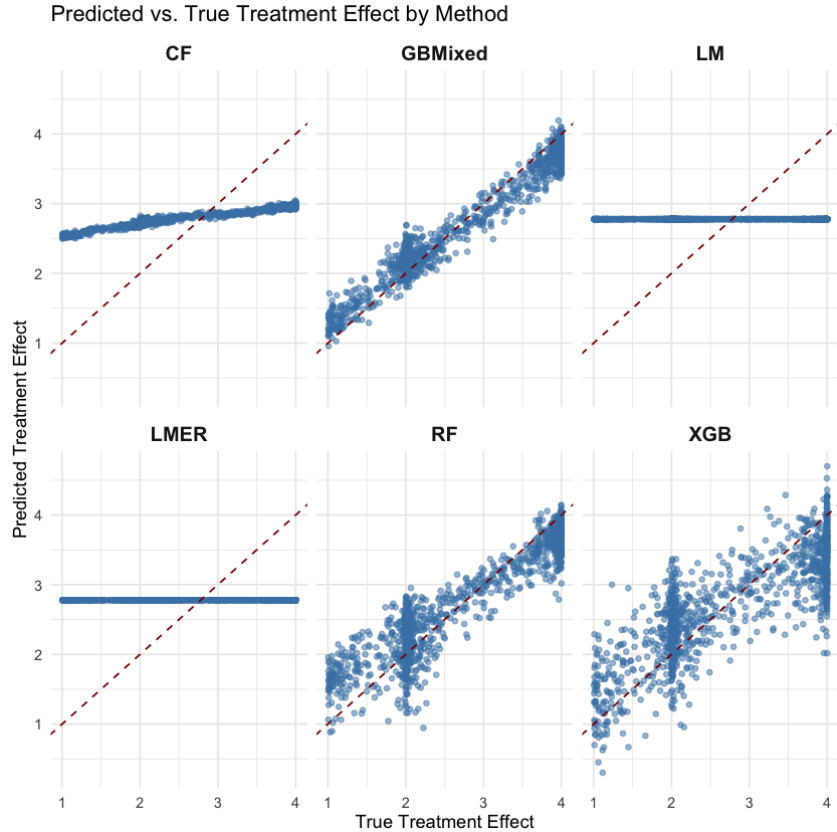 Predicted vs. True Treatment Effect by Method
CF GBMixed LM
4
3
2
1
LMER RF XGB
4
3
2
1
1 2 3 4 1 2 3 4 1 2 3 4
True Treatment Effect
Predicted Treatment Effect